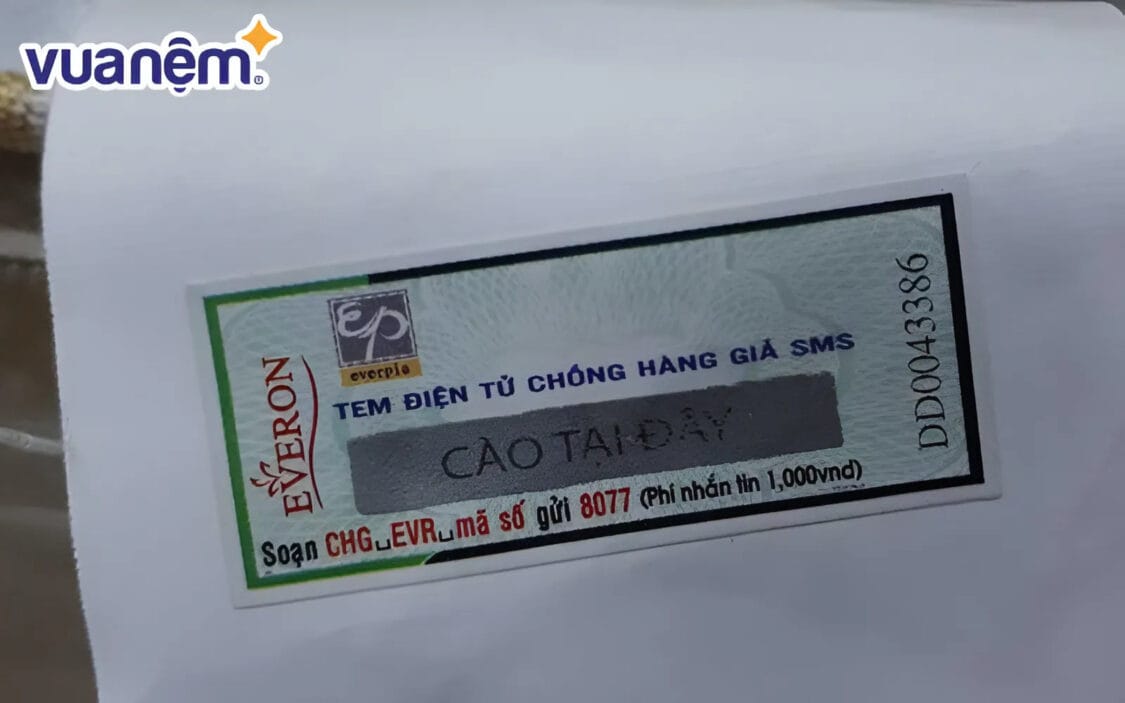 vuanệm
EVERON
ep
everpia
TEM ĐIỆN TỬ CHỐNG HÀNG GIẢ SMS
CÀO TẠI ĐÂY
Soạn CHG␣EVR␣mã số gửi 8077 (Phí nhắn tin 1,000vnd)
DD0043386